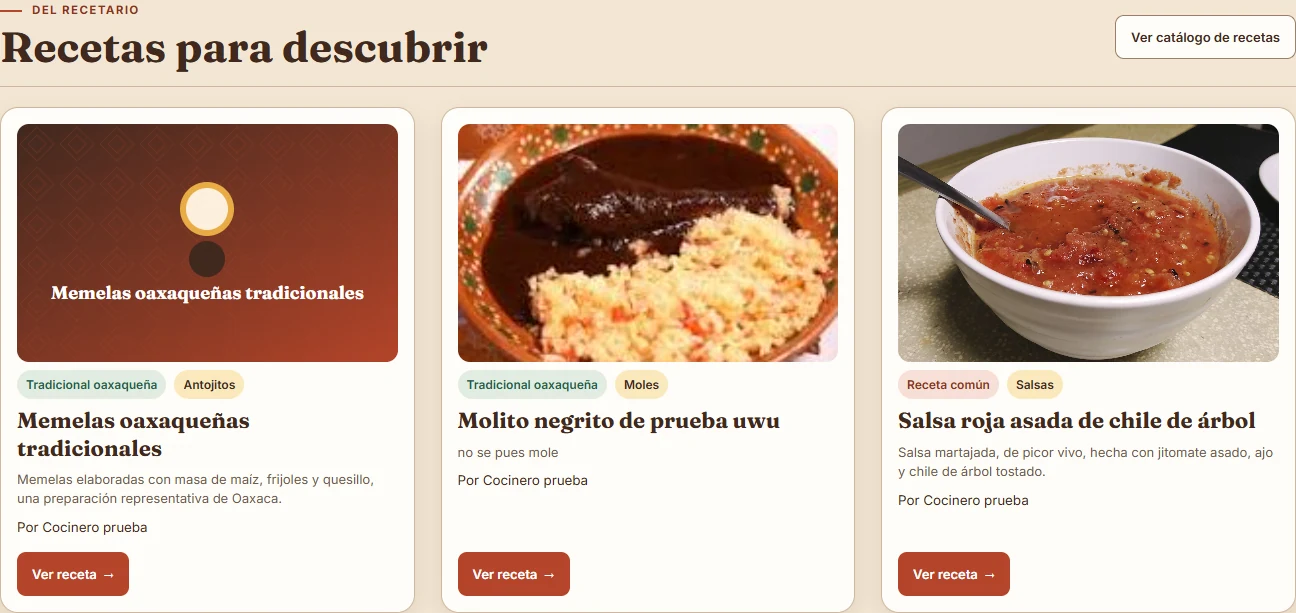 DEL RECETARIO
Recetas para descubrir
Ver catálogo de recetas
Memelas oaxaqueñas tradicionales
Tradicional oaxaqueña
Antojitos
Memelas oaxaqueñas
tradicionales
Memelas elaboradas con masa de maíz, frijoles y quesillo,
una preparación representativa de Oaxaca.
Por Cocinero prueba
Ver receta →
Tradicional oaxaqueña
Moles
Molito negrito de prueba uwu
no se pues mole
Por Cocinero prueba
Ver receta →
Receta común
Salsas
Salsa roja asada de chile de árbol
Salsa martajada, de picor vivo, hecha con jitomate asado, ajo
y chile de árbol tostado.
Por Cocinero prueba
Ver receta →